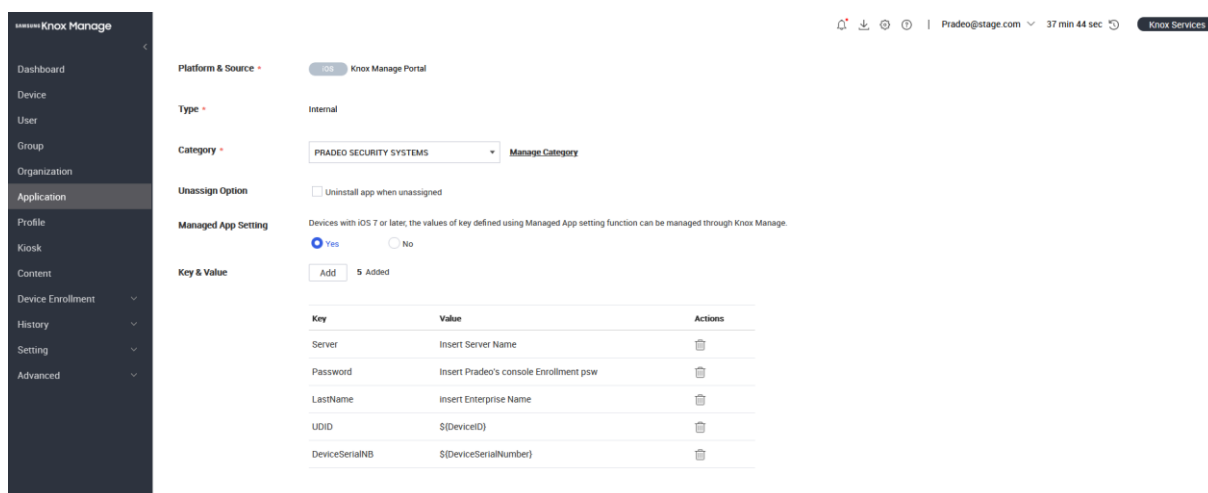 SAMSUNG Knox Manage
Pradeo@stage.com
37 min 44 sec
Knox Services
Dashboard
Device
User
Group
Organization
Application
Profile
Kiosk
Content
Device Enrollment
History
Setting
Advanced
Platform & Source *
iOS Knox Manage Portal
Type *
Internal
Category *
PRADEO SECURITY SYSTEMS
Manage Category
Unassign Option
Uninstall app when unassigned
Managed App Setting
Devices with iOS 7 or later, the values of key defined using Managed App setting function can be managed through Knox Manage.
Yes No
Key & Value
Add 5 Added
Key Value Actions
Server Insert Server Name
Password Insert Pradeo's console Enrollment psw
LastName insert Enterprise Name
UDID ${DeviceID}
DeviceSerialNB ${DeviceSerialNumber}